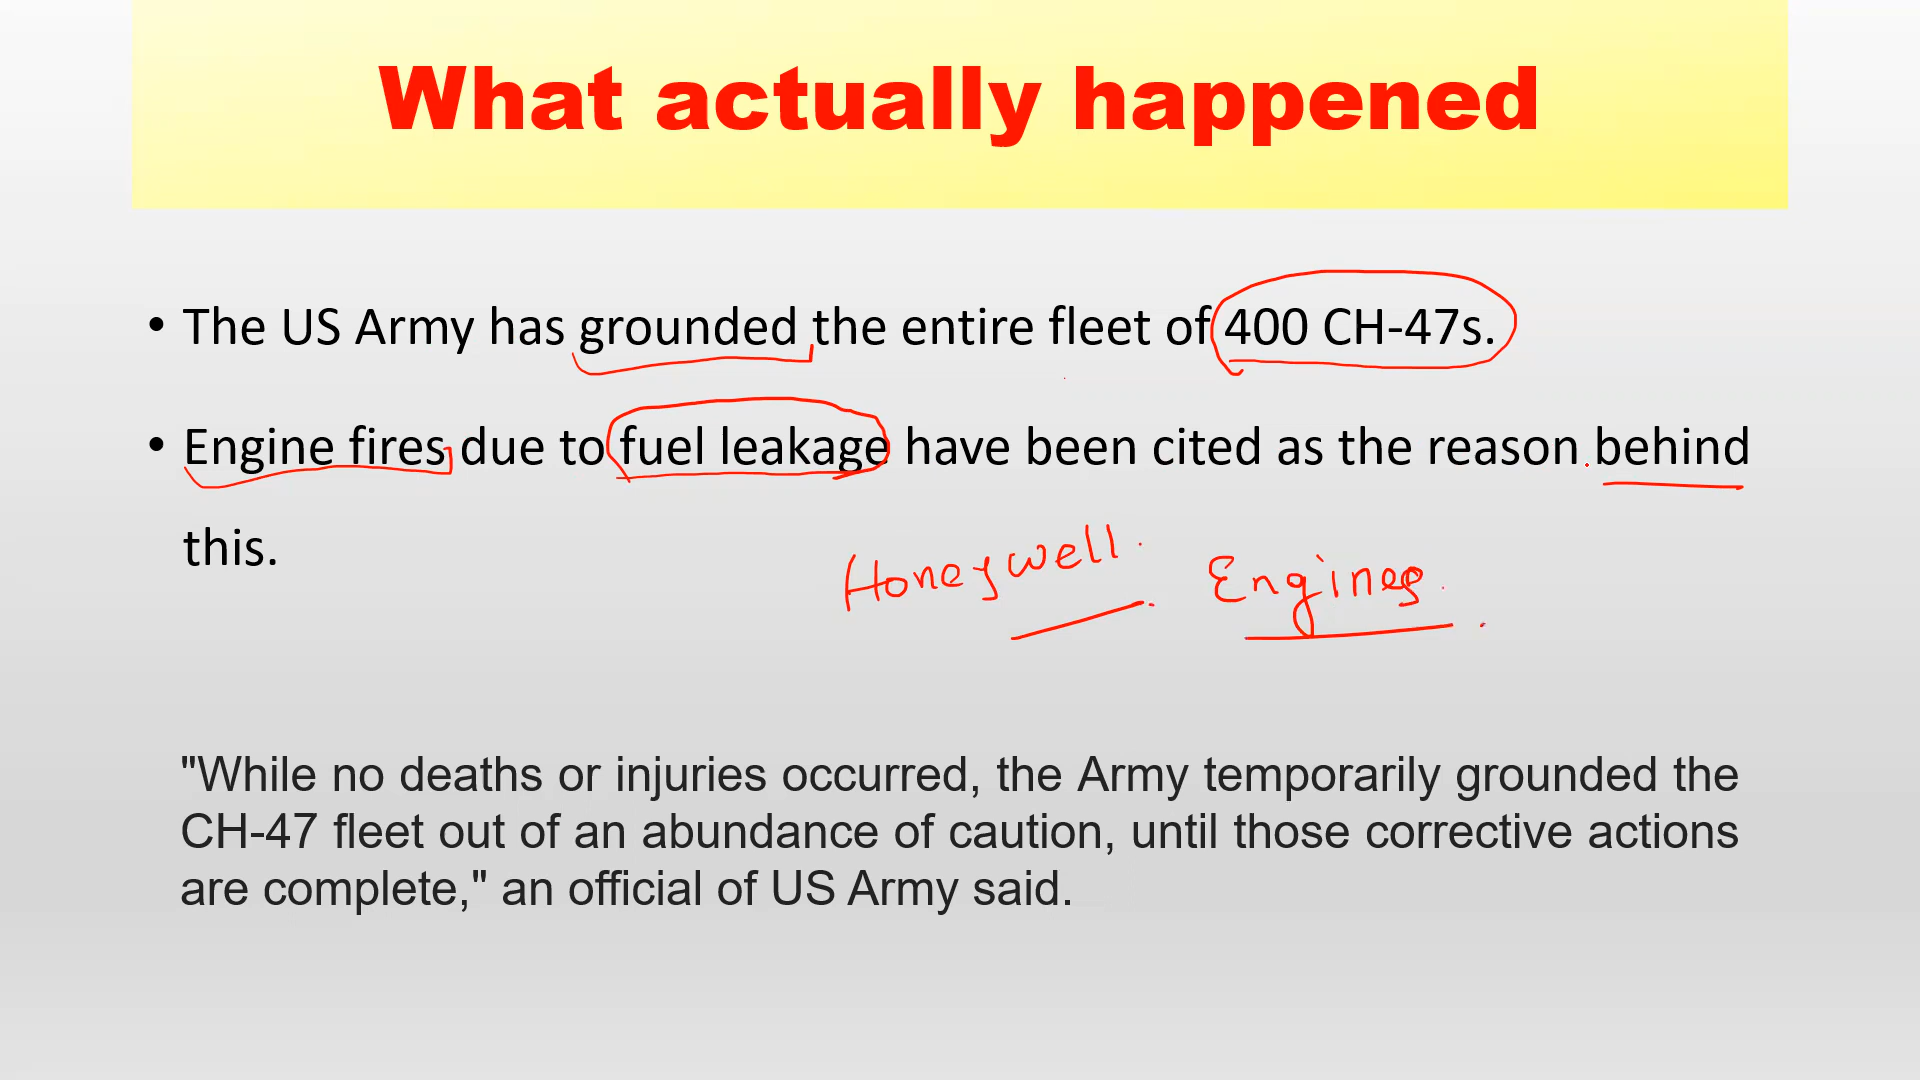 What actually happened
• The US Army has grounded the entire fleet of 400 CH-47s.
• Engine fires due to fuel leakage have been cited as the reason behind
this.
Honeywell. Engines.
"While no deaths or injuries occurred, the Army temporarily grounded the
CH-47 fleet out of an abundance of caution, until those corrective actions
are complete," an official of US Army said.